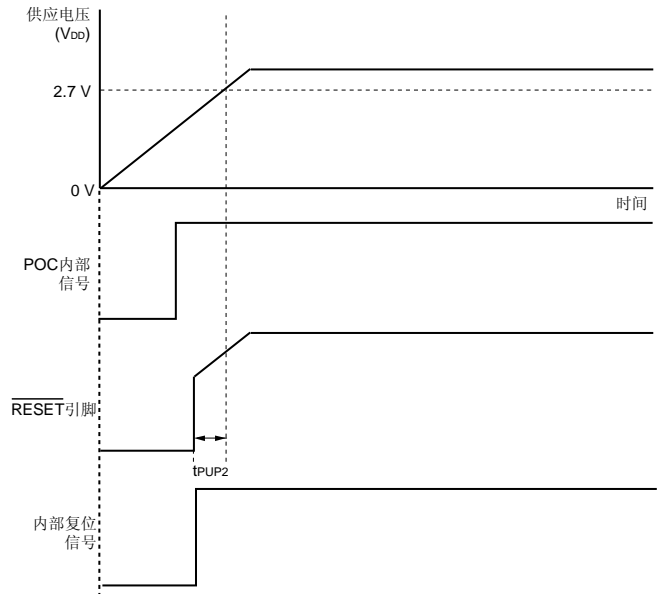 供应电压
(VDD)
2.7 V
0 V
时间
POC内部
信号
RESET引脚
tPUP2
内部复位
信号